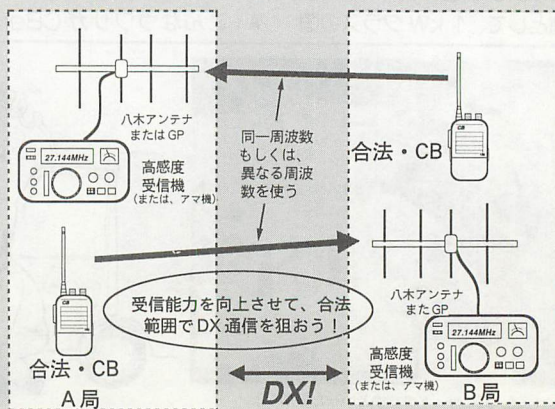 八木アンテナ
またはGP
27.144MHz
高感度
受信機
(または、アマ機)
CB
合法・CB
A局
同一周波数
もしくは、
異なる周波
数を使う
受信能力を向上させて、合法
範囲でDX通信を狙おう!
DX!
CB
合法・CB
八木アンテナ
またGP
27.144MHz
高感度
受信機
(または、アマ機)
B局